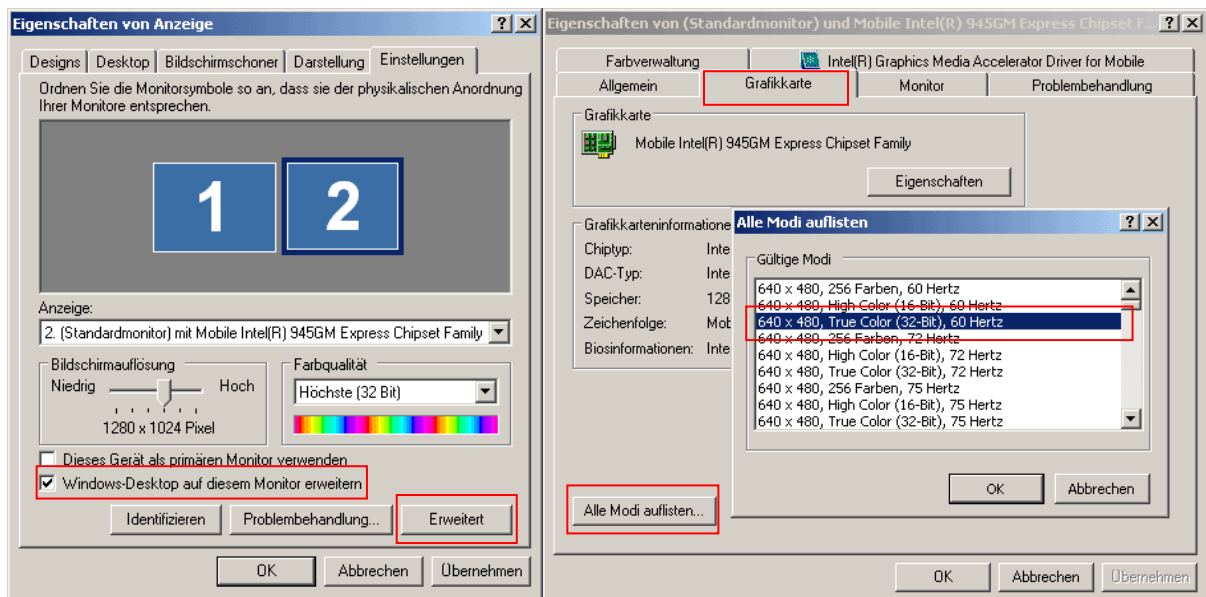 Eigenschaften von Anzeige
Designs Desktop Bildschirmschoner Darstellung Einstellungen
Ordnen Sie die Monitorsymbole so an, dass sie der physikalischen Anordnung
Ihrer Monitore entsprechen.
1 2
Anzeige:
2. (Standardmonitor) mit Mobile Intel(R) 945GM Express Chipset Family
Bildschirmauflösung
Niedrig Hoch
1280 x 1024 Pixel
Farbqualität
Höchste (32 Bit)
Dieses Gerät als primären Monitor verwenden
Windows-Desktop auf diesem Monitor erweitern
Identifizieren Problembehandlung... Erweitert
OK Abbrechen Übernehmen
Eigenschaften von (Standardmonitor) und Mobile Intel(R) 945GM Express Chipset F...
Farbverwaltung Intel(R) Graphics Media Accelerator Driver for Mobile
Allgemein Grafikkarte Monitor Problembehandlung
Grafikkarte
Mobile Intel(R) 945GM Express Chipset Family
Eigenschaften
Grafikkarteninformatione
Chiptyp: Inte
DAC-Typ: Inte
Speicher: 128
Zeichenfolge: Mob
Biosinformationen: Inte
Alle Modi auflisten...
OK Abbrechen Übernehmen
Alle Modi auflisten
Gültige Modi
640 x 480, 256 Farben, 60 Hertz
640 x 480, High Color (16-Bit), 60 Hertz
640 x 480, True Color (32-Bit), 60 Hertz
640 x 480, 256 Farben, 72 Hertz
640 x 480, High Color (16-Bit), 72 Hertz
640 x 480, True Color (32-Bit), 72 Hertz
640 x 480, 256 Farben, 75 Hertz
640 x 480, High Color (16-Bit), 75 Hertz
640 x 480, True Color (32-Bit), 75 Hertz
OK Abbrechen